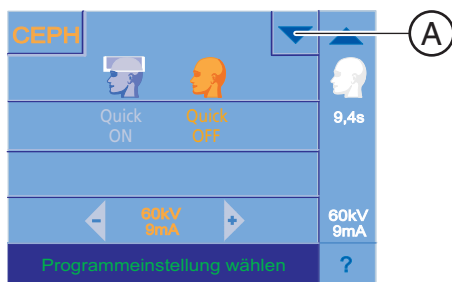 CEPH
A
Quick ON
Quick OFF
9,4s
- 60kV 9mA +
60kV 9mA
Programmeinstellung wählen
?